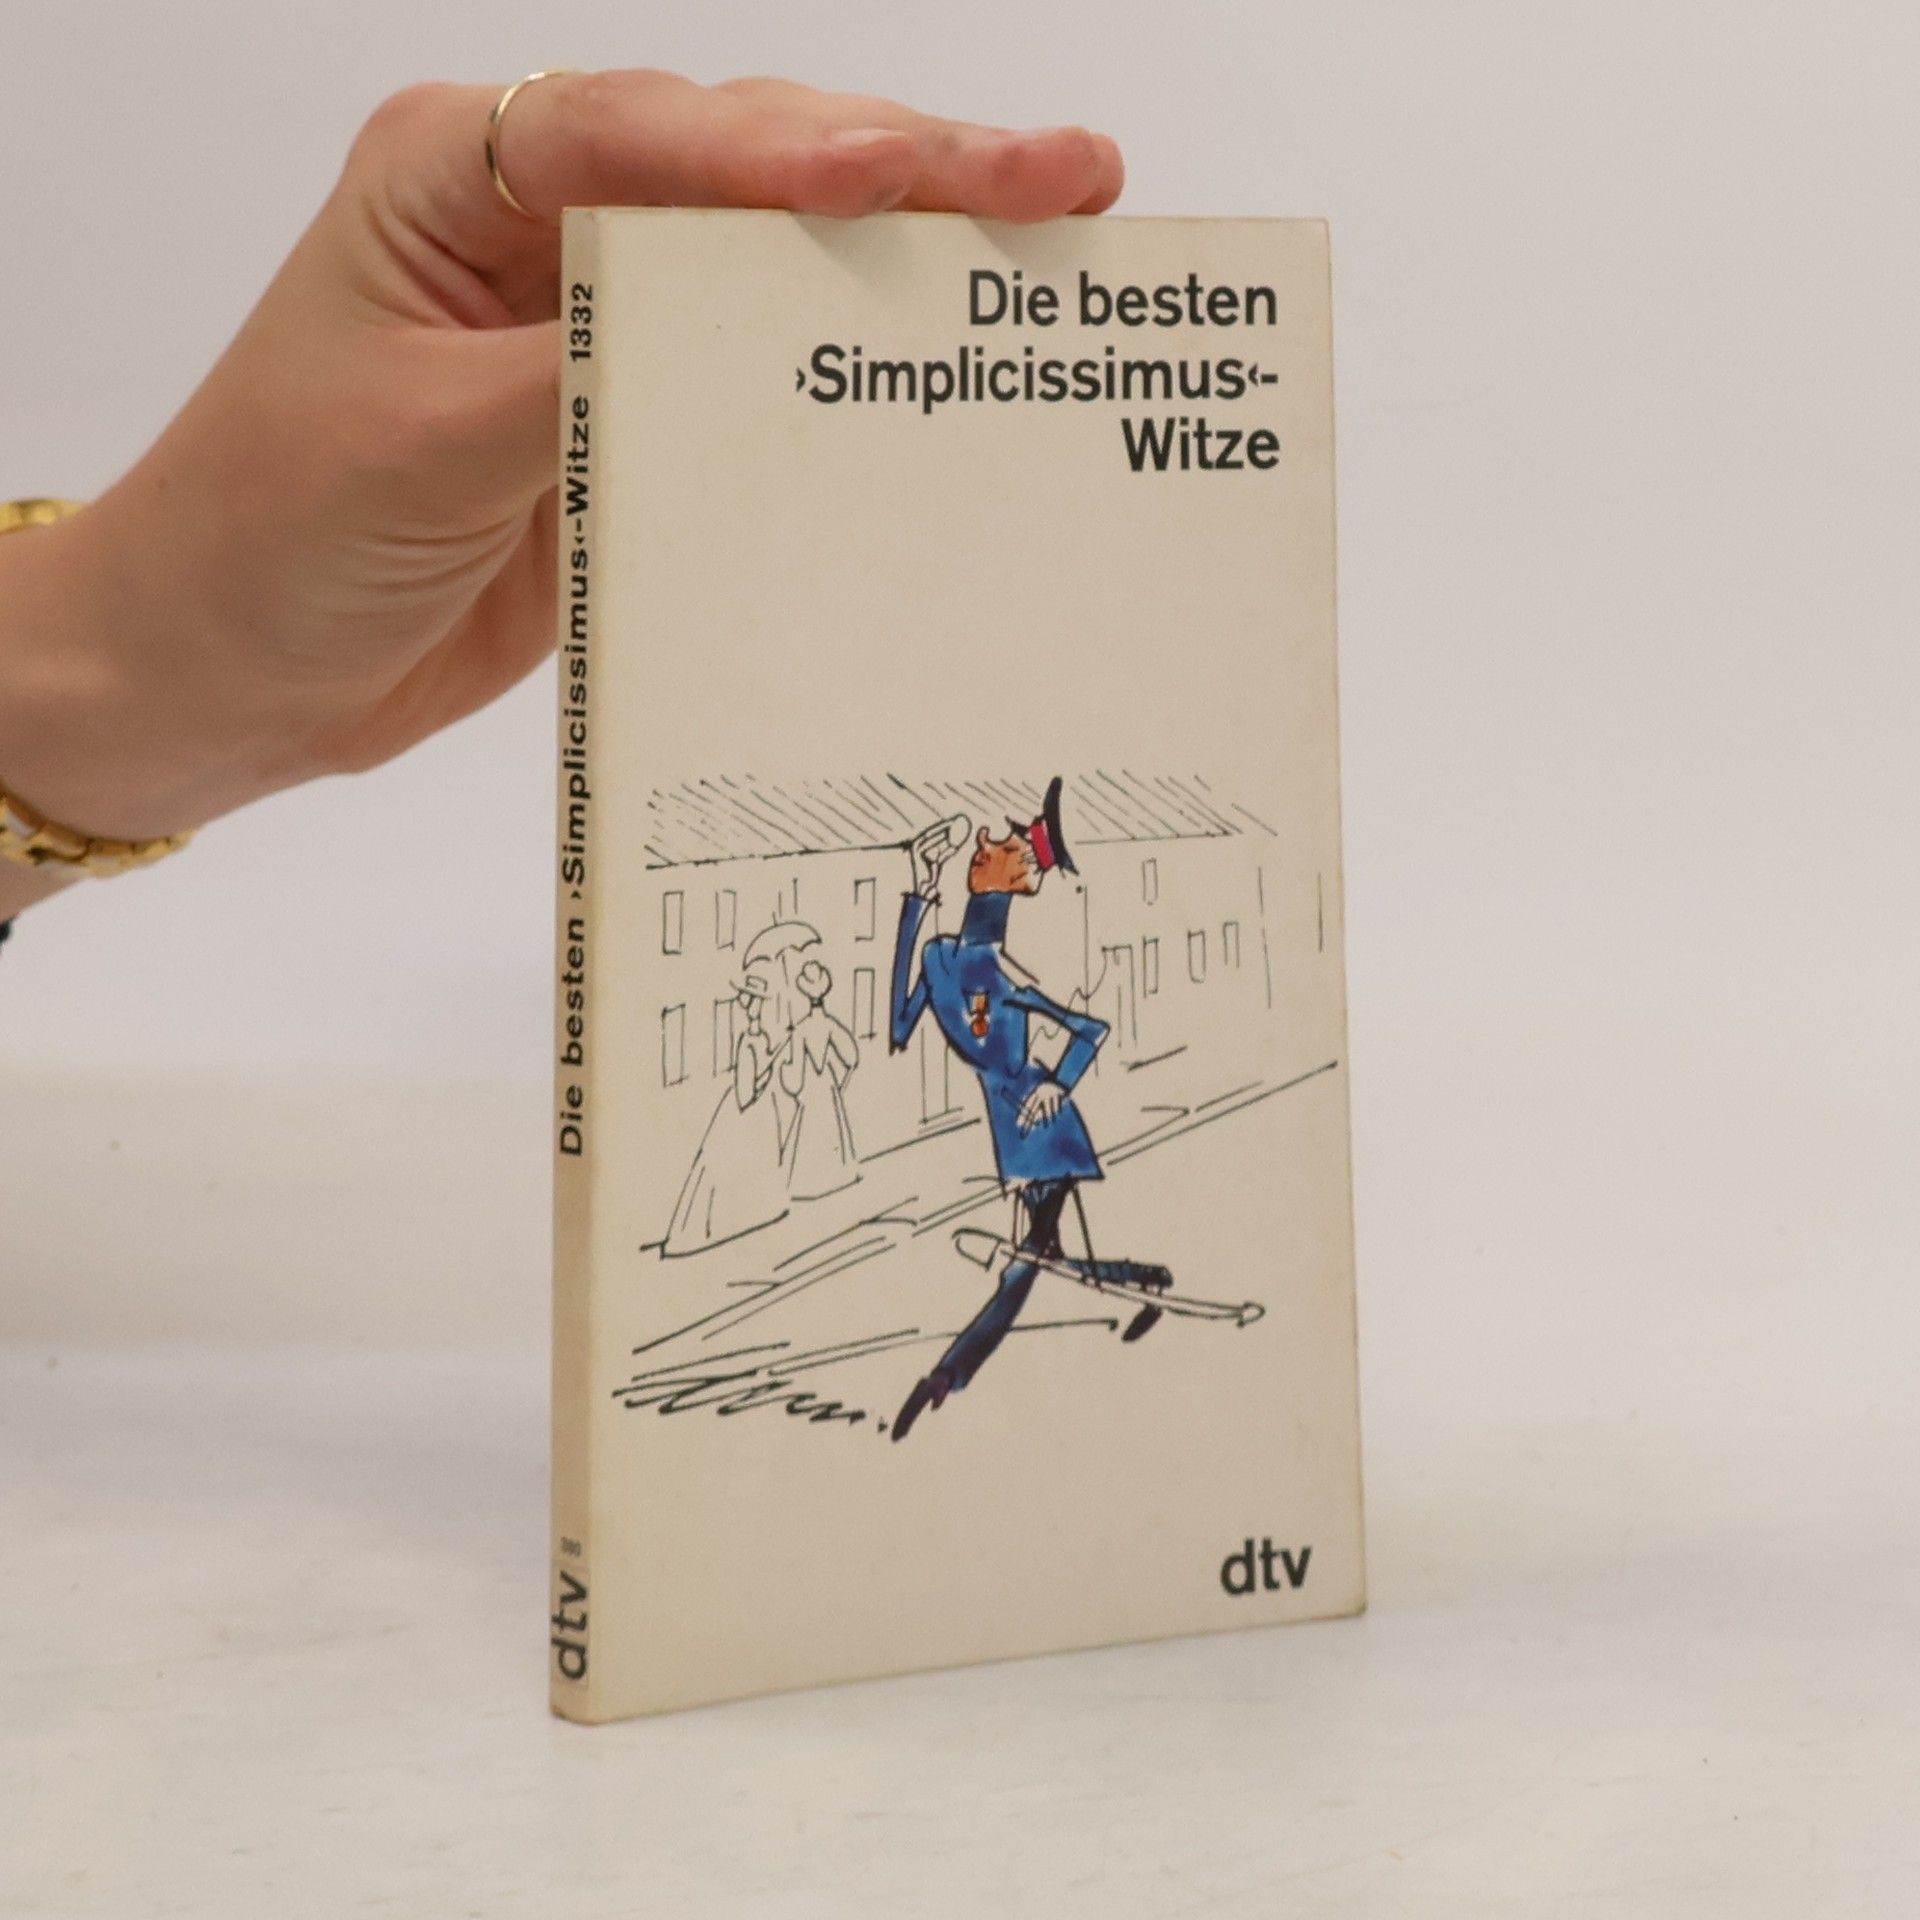 Die besten
›Simplicissimus‹-
Witze
dtv
Die besten ›Simplicissimus‹-Witze 1332
dtv